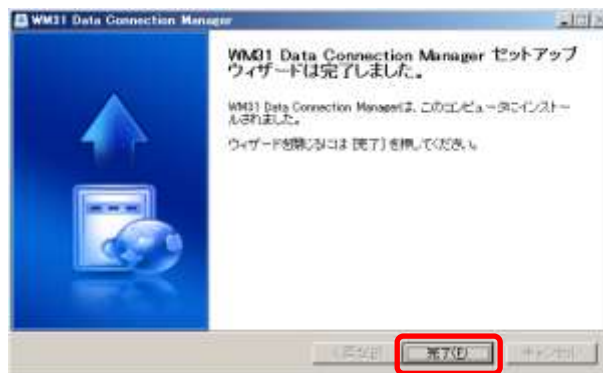 WM31 Data Connection Manager
WM31 Data Connection Manager セットアップ
ウィザードは完了しました。
WM31 Data Connection Managerは、このコンピュータにインストー
ルされました。
ウィザードを閉じるには [完了] を押してください。
完了(F)
キャンセル